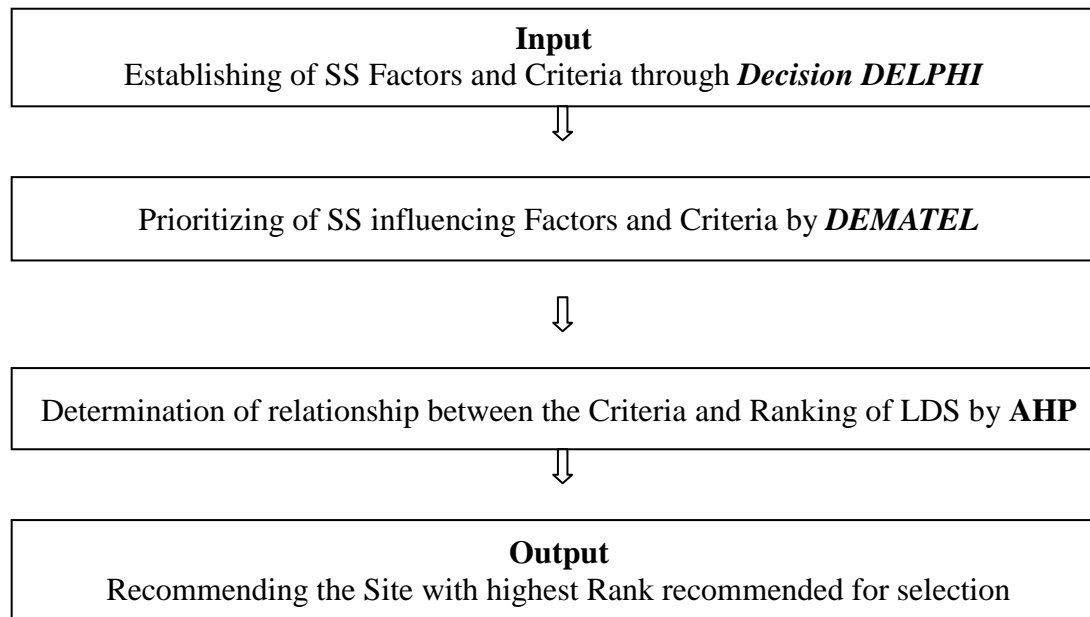 Input
Establishing of SS Factors and Criteria through Decision DELPHI
Prioritizing of SS influencing Factors and Criteria by DEMATEL
Determination of relationship between the Criteria and Ranking of LDS by AHP
Output
Recommending the Site with highest Rank recommended for selection